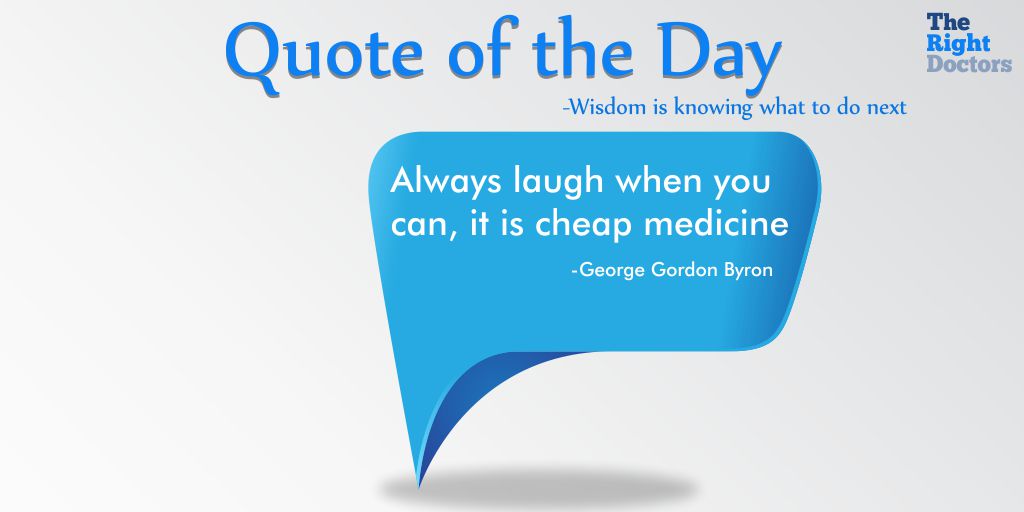 Quote of the Day
The
Right
Doctors
-Wisdom is knowing what to do next
Always laugh when you
can, it is cheap medicine
-George Gordon Byron